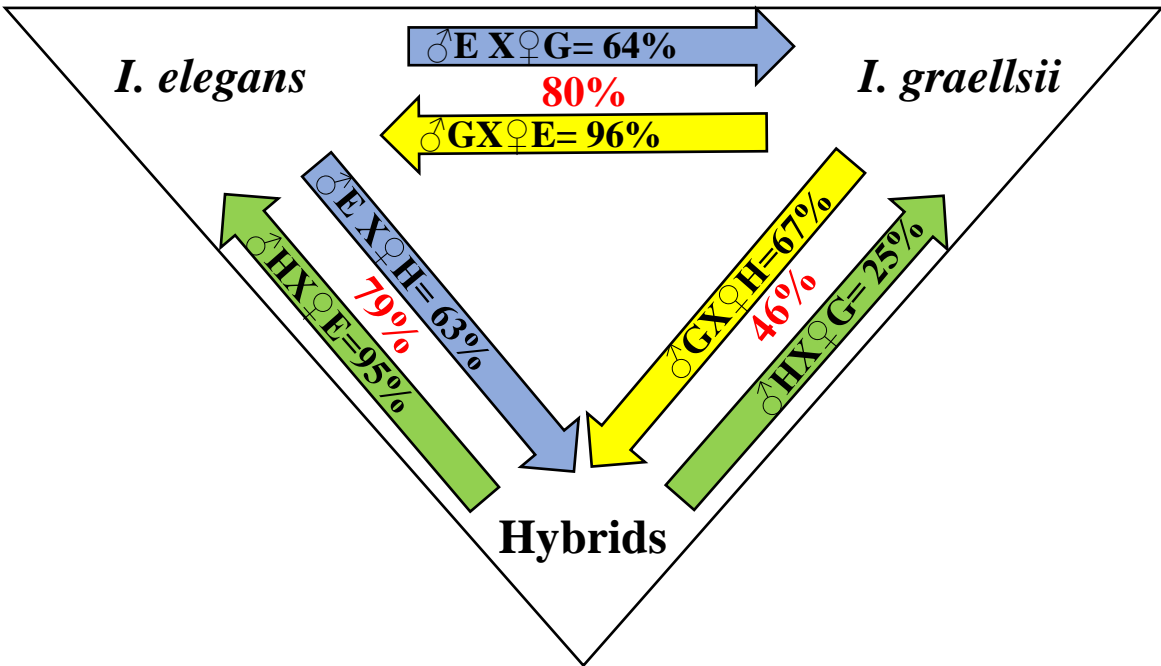 ♂E X♀G= 64%
I. elegans
I. graellsii
80%
♂GX♀E= 96%
♂E X♀H= 63%
79%
♂HX♀E=95%
♂GX♀H=67%
46%
♂HX♀G= 25%
Hybrids